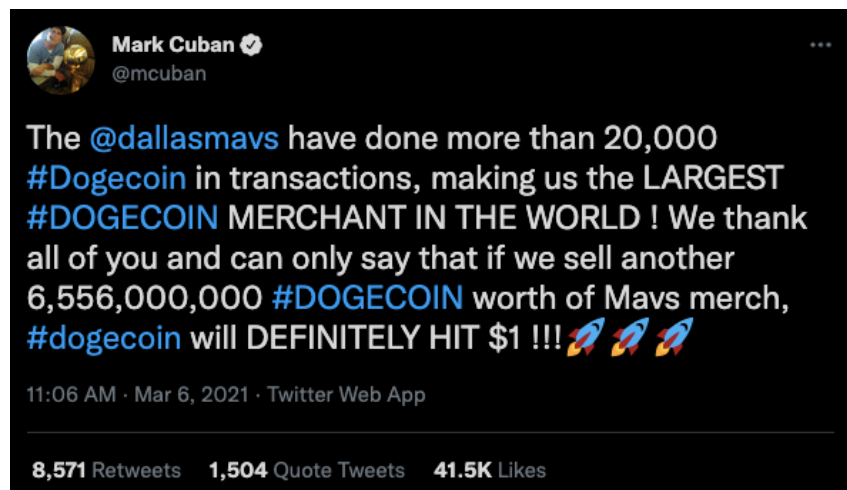 Mark Cuban
@mcuban
The @dallasmavs have done more than 20,000
#Dogecoin in transactions, making us the LARGEST
#DOGECOIN MERCHANT IN THE WORLD ! We thank
all of you and can only say that if we sell another
6,556,000,000 #DOGECOIN worth of Mavs merch,
#dogecoin will DEFINITELY HIT $1 !!!🚀🚀🚀
11:06 AM · Mar 6, 2021 · Twitter Web App
8,571 Retweets 1,504 Quote Tweets 41.5K Likes